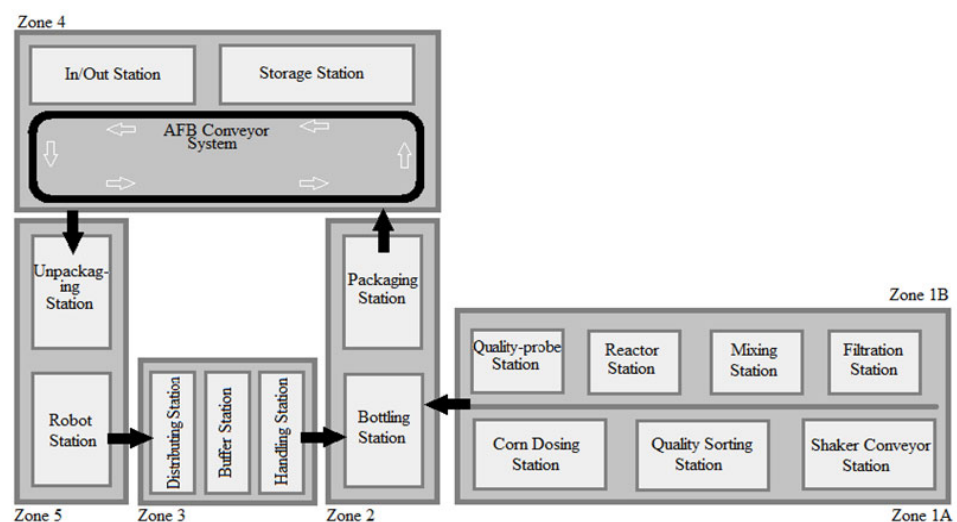 Zone 4
In/Out Station
Storage Station
AFB Conveyor
System
Unpackag-
ing
Station
Packaging
Station
Zone 1B
Quality-probe
Station
Reactor
Station
Mixing
Station
Filtration
Station
Robot
Station
Distributing Station
Buffer Station
Handling Station
Bottling
Station
Corn Dosing
Station
Quality Sorting
Station
Shaker Conveyor
Station
Zone 5
Zone 3
Zone 2
Zone 1A